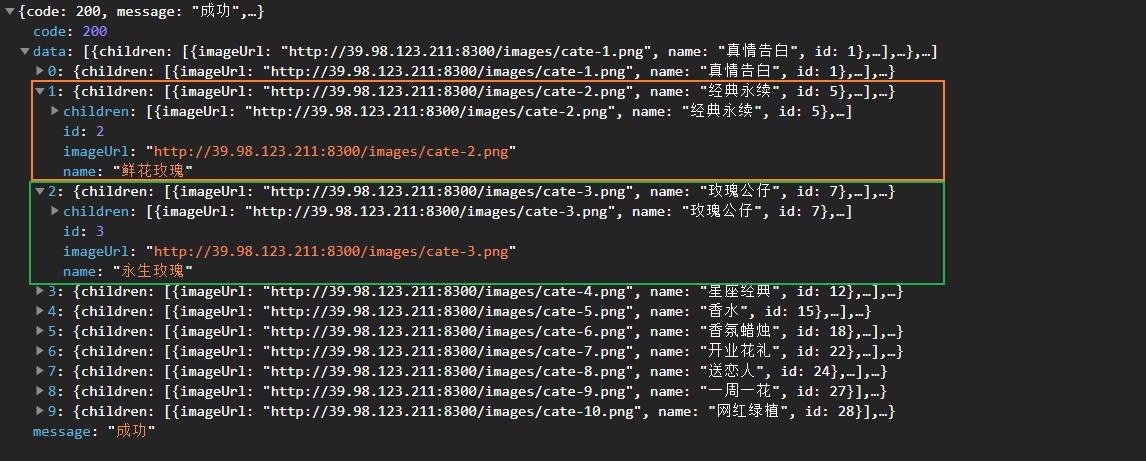 ▼{code: 200, message: "成功",…}
code: 200
▼data: [{children: [{imageUrl: "http://39.98.123.211:8300/images/cate-1.png", name: "真情告白", id: 1},…],…},…]
▶0: {children: [{imageUrl: "http://39.98.123.211:8300/images/cate-1.png", name: "真情告白", id: 1},…],…}
▼1: {children: [{imageUrl: "http://39.98.123.211:8300/images/cate-2.png", name: "经典永续", id: 5},…],…}
▶children: [{imageUrl: "http://39.98.123.211:8300/images/cate-2.png", name: "经典永续", id: 5},…]
id: 2
imageUrl: "http://39.98.123.211:8300/images/cate-2.png"
name: "鲜花玫瑰"
▼2: {children: [{imageUrl: "http://39.98.123.211:8300/images/cate-3.png", name: "玫瑰公仔", id: 7},…],…}
▶children: [{imageUrl: "http://39.98.123.211:8300/images/cate-3.png", name: "玫瑰公仔", id: 7},…]
id: 3
imageUrl: "http://39.98.123.211:8300/images/cate-3.png"
name: "永生玫瑰"
▶3: {children: [{imageUrl: "http://39.98.123.211:8300/images/cate-4.png", name: "星座经典", id: 12},…],…}
▶4: {children: [{imageUrl: "http://39.98.123.211:8300/images/cate-5.png", name: "香水", id: 15},…],…}
▶5: {children: [{imageUrl: "http://39.98.123.211:8300/images/cate-6.png", name: "香氛蜡烛", id: 18},…],…}
▶6: {children: [{imageUrl: "http://39.98.123.211:8300/images/cate-7.png", name: "开业花礼", id: 22},…],…}
▶7: {children: [{imageUrl: "http://39.98.123.211:8300/images/cate-8.png", name: "送恋人", id: 24},…],…}
▶8: {children: [{imageUrl: "http://39.98.123.211:8300/images/cate-9.png", name: "一周一花", id: 27}],…}
▶9: {children: [{imageUrl: "http://39.98.123.211:8300/images/cate-10.png", name: "网红绿植", id: 28}],…}
message: "成功"